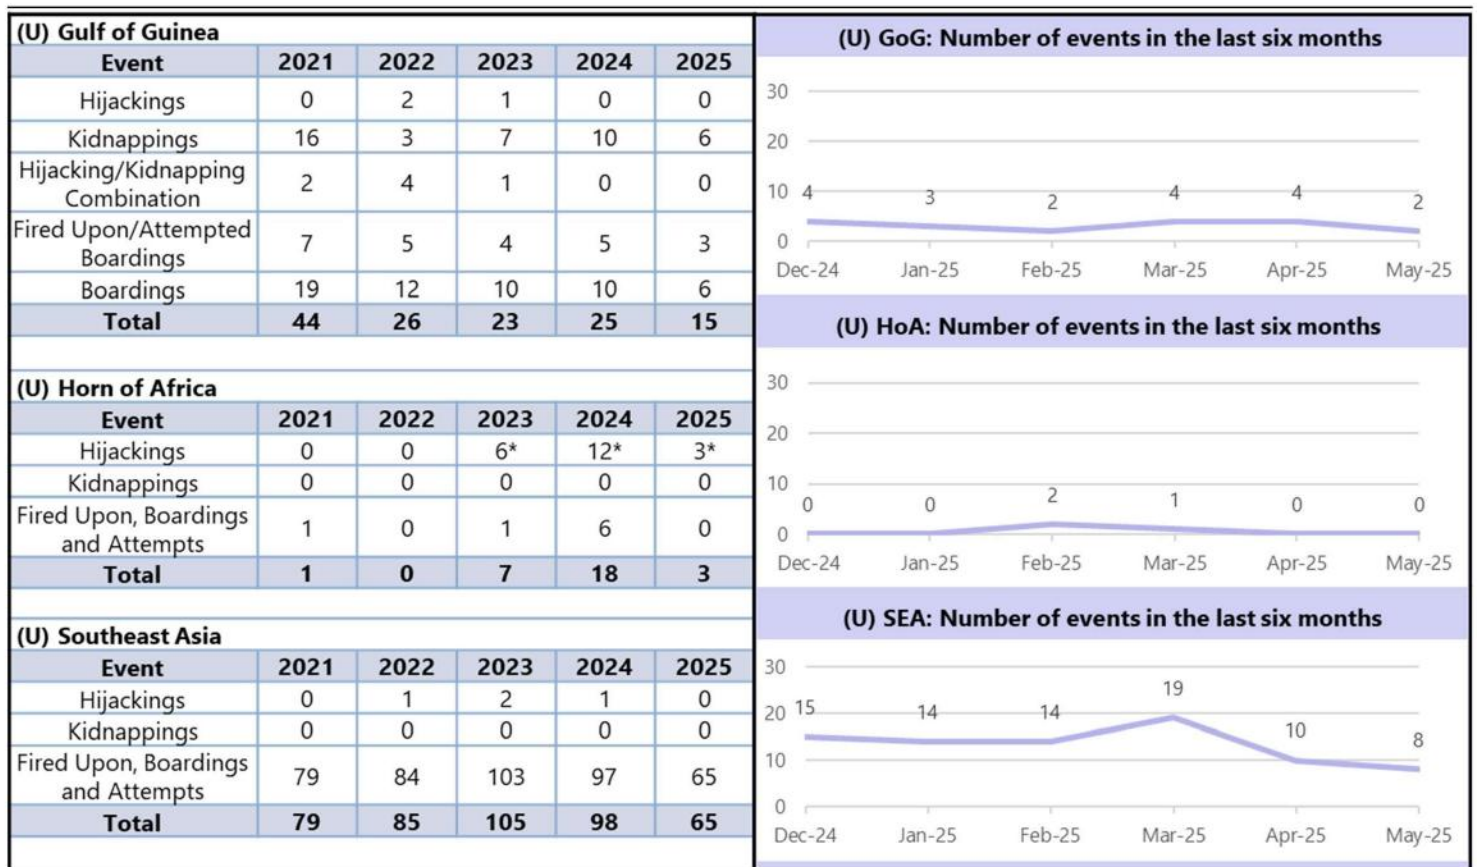 (U) Gulf of Guinea
Event 2021 2022 2023 2024 2025
Hijackings 0 2 1 0 0
Kidnappings 16 3 7 10 6
Hijacking/Kidnapping
Combination 2 4 1 0 0
Fired Upon/Attempted
Boardings 7 5 4 5 3
Boardings 19 12 10 10 6
Total 44 26 23 25 15
(U) Horn of Africa
Event 2021 2022 2023 2024 2025
Hijackings 0 0 6* 12* 3*
Kidnappings 0 0 0 0 0
Fired Upon, Boardings
and Attempts 1 0 1 6 0
Total 1 0 7 18 3
(U) Southeast Asia
Event 2021 2022 2023 2024 2025
Hijackings 0 1 2 1 0
Kidnappings 0 0 0 0 0
Fired Upon, Boardings
and Attempts 79 84 103 97 65
Total 79 85 105 98 65
(U) GoG: Number of events in the last six months
30
20
10
0
4 3 2 4 4 2
Dec-24 Jan-25 Feb-25 Mar-25 Apr-25 May-25
(U) HoA: Number of events in the last six months
30
20
10
0
0 0 2 1 0 0
Dec-24 Jan-25 Feb-25 Mar-25 Apr-25 May-25
(U) SEA: Number of events in the last six months
30
20
10
0
15 14 14 19 10 8
Dec-24 Jan-25 Feb-25 Mar-25 Apr-25 May-25